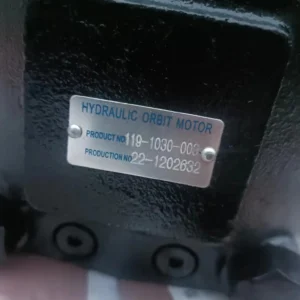 HYDRAULIC ORBIT MOTOR
PRODUCT NO 119-1030-003
PRODUCTION NO 22-1202632